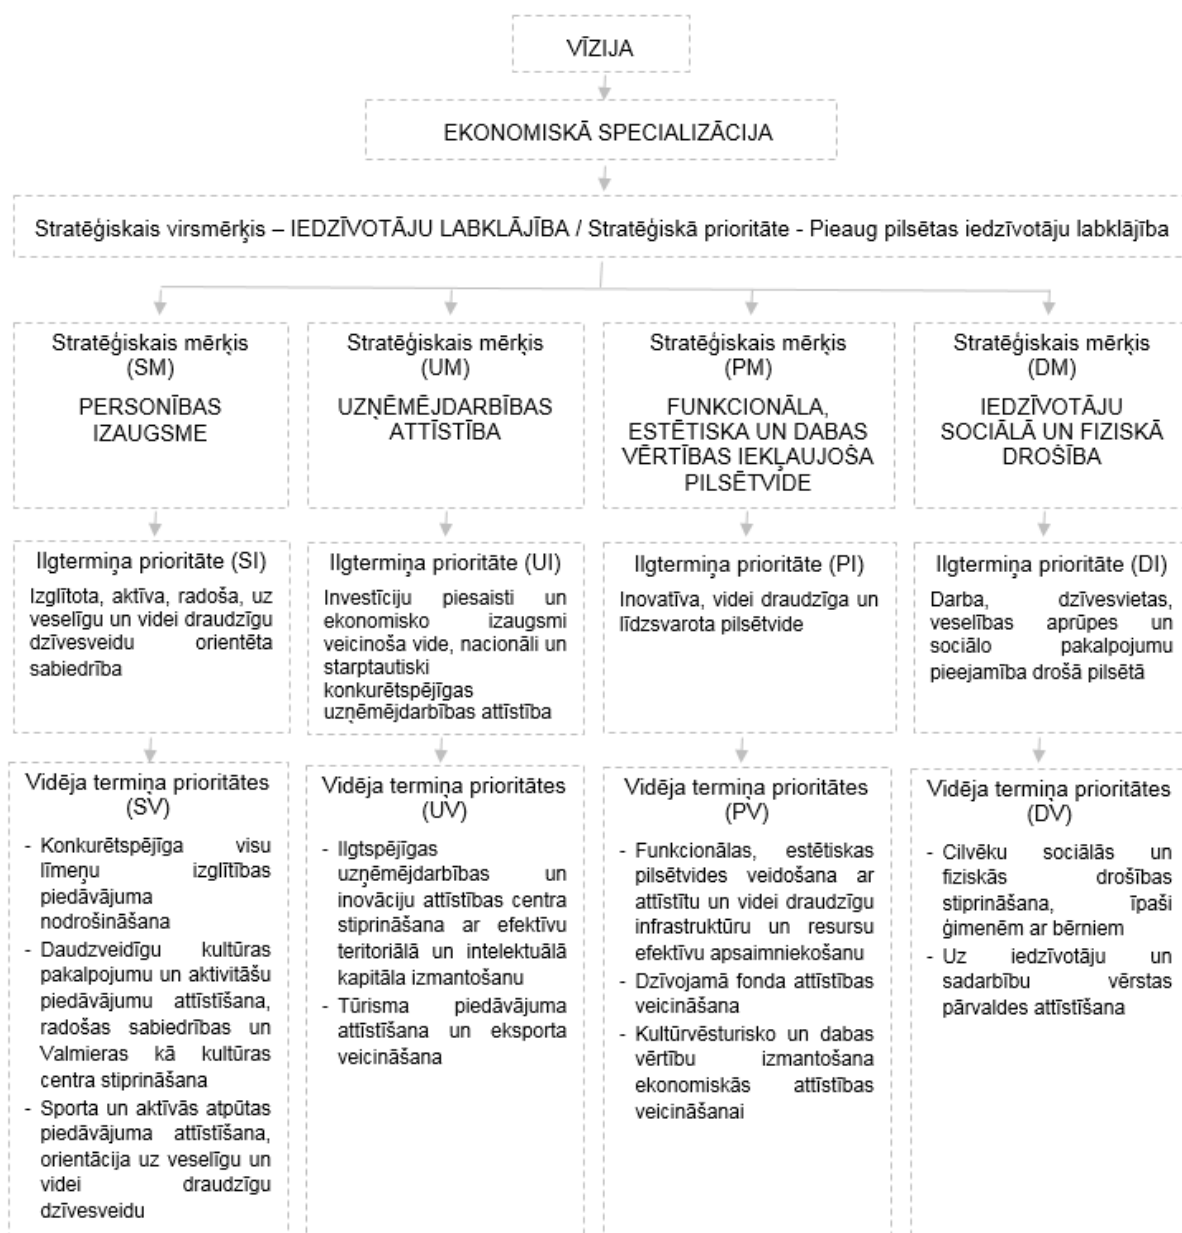 VĪZIJA
EKONOMISKĀ SPECIALIZĀCIJA
Stratēģiskais virsmērķis – IEDZĪVOTĀJU LABKLĀJĪBA / Stratēģiskā prioritāte - Pieaug pilsētas iedzīvotāju labklājība
Stratēģiskais mērķis
(SM)
PERSONĪBAS
IZAUGSME
Stratēģiskais mērķis
(UM)
UZŅĒMĒJDARBĪBAS
ATTĪSTĪBA
Stratēģiskais mērķis
(PM)
FUNKCIONĀLA,
ESTĒTISKA UN DABAS
VĒRTĪBAS IEKĻAUJOŠA
PILSĒTVIDE
Stratēģiskais mērķis
(DM)
IEDZĪVOTĀJU
SOCIĀLĀ UN FIZISKĀ
DROŠĪBA
Ilgtermiņa prioritāte (SI)
Izglītota, aktīva, radoša, uz
veselīgu un videi draudzīgu
dzīvesveidu orientēta
sabiedrība
Ilgtermiņa prioritāte (UI)
Investīciju piesaisti un
ekonomisko izaugsmi
veicinoša vide, nacionāli un
starptautiski
konkurētspējīgas
uzņēmējdarbības attīstība
Ilgtermiņa prioritāte (PI)
Inovatīva, videi draudzīga un
līdzsvarota pilsētvide
Ilgtermiņa prioritāte (DI)
Darba, dzīvesvietas,
veselības aprūpes un
sociālo pakalpojumu
pieejamība drošā pilsētā
Vidēja termiņa prioritātes
(SV)
- Konkurētspējīga visu
līmeņu izglītības
piedāvājuma
nodrošināšana
- Daudzveidīgu kultūras
pakalpojumu un aktivitāšu
piedāvājumu attīstīšana,
radošas sabiedrības un
Valmieras kā kultūras
centra stiprināšana
- Sporta un aktīvās atpūtas
piedāvājuma attīstīšana,
orientācija uz veselīgu un
videi draudzīgu
dzīvesveidu
Vidēja termiņa prioritātes
(UV)
- Ilgtspējīgas
uzņēmējdarbības un
inovāciju attīstības centra
stiprināšana ar efektīvu
teritoriālā un intelektuālā
kapitāla izmantošanu
- Tūrisma piedāvājuma
attīstīšana un eksporta
veicināšana
Vidēja termiņa prioritātes
(PV)
- Funkcionālas, estētiskas
pilsētvides veidošana ar
attīstītu un videi draudzīgu
infrastruktūru un resursu
efektīvu apsaimniekošanu
- Dzīvojamā fonda attīstības
veicināšana
- Kultūrvēsturisko un dabas
vērtību izmantošana
ekonomiskās attīstības
veicināšanai
Vidēja termiņa prioritātes
(DV)
- Cilvēku sociālās un
fiziskās drošības
stiprināšana, īpaši
ģimenēm ar bērniem
- Uz iedzīvotāju un
sadarbību vērstas
pārvaldes attīstīšana